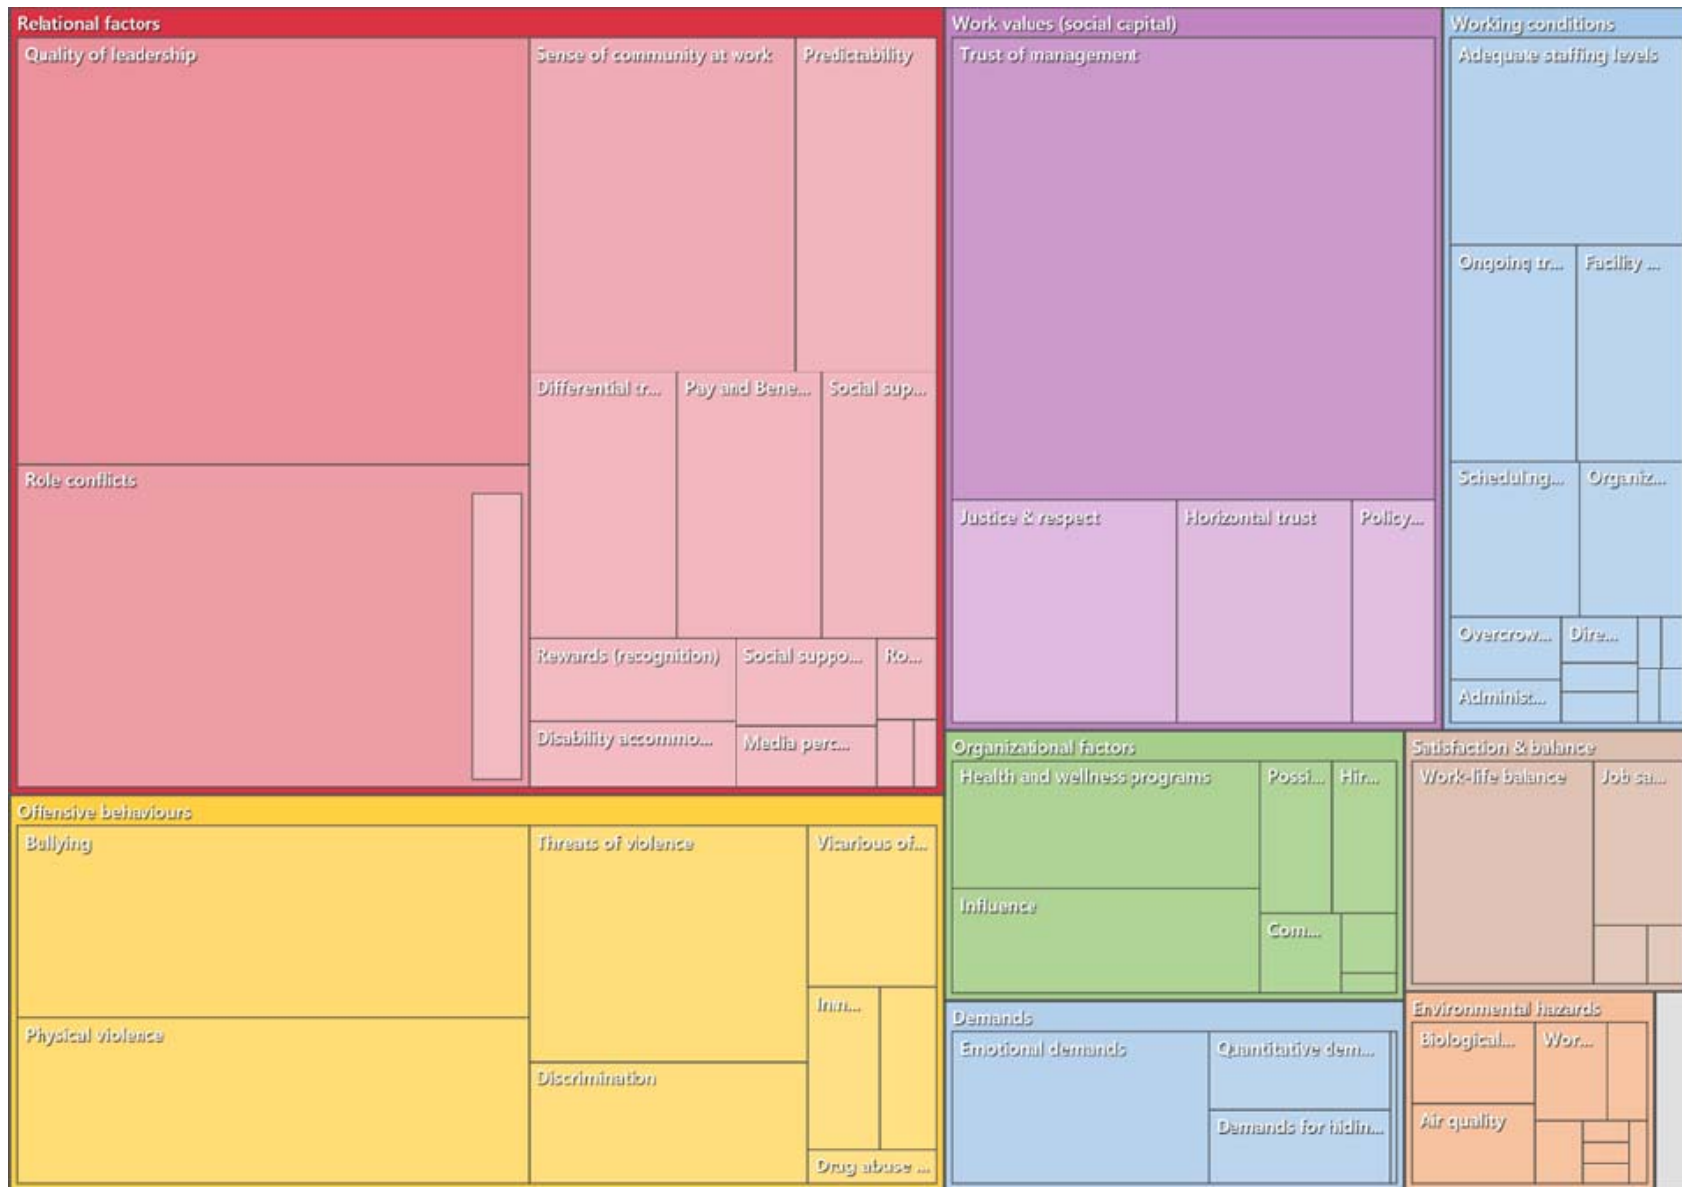 Relational factors
Quality of leadership
Sense of community at work
Predictability
Differential tr...
Pay and Bene...
Social sup...
Role conflicts
Rewards (recognition)
Social suppo...
Ro...
Disability accommo...
Media perc...
Work values (social capital)
Trust of management
Justice & respect
Horizontal trust
Policy...
Working conditions
Adequate staffing levels
Ongoing tr...
Facility ...
Scheduling...
Organiz...
Overcrow...
Dire...
Administ...
Offensive behaviours
Bullying
Threats of violence
Vicarious of...
Physical violence
Discrimination
Drug abuse ...
Organizational factors
Health and wellness programs
Possi...
Hir...
Influence
Com...
Satisfaction & balance
Work-life balance
Job sa...
Demands
Emotional demands
Quantitative dem...
Demands for hidin...
Environmental hazards
Biological...
Wor...
Air quality